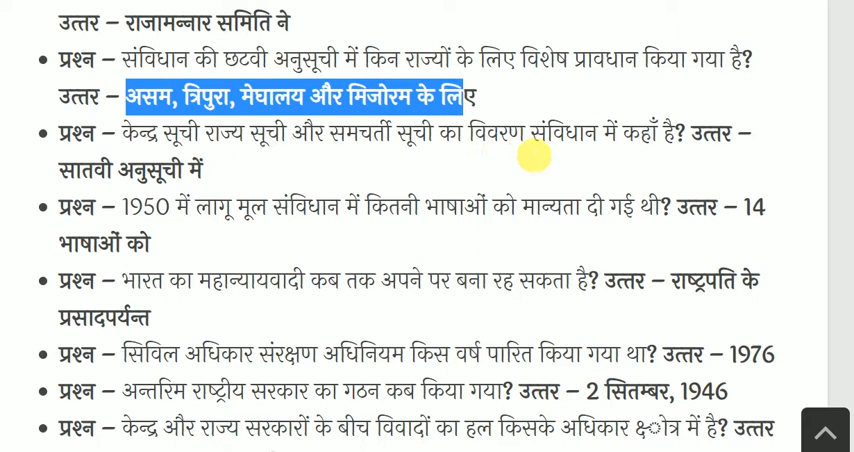 उत्तर – राजामन्नार समिति ने
प्रश्न – संविधान की छटवी अनुसूची में किन राज्यों के लिए विशेष प्रावधान किया गया है?
उत्तर – असम, त्रिपुरा, मेघालय और मिजोरम के लिए
प्रश्न – केन्द्र सूची राज्य सूची और समचर्ती सूची का विवरण संविधान में कहाँ है? उत्तर –
सातवी अनुसूची में
प्रश्न – 1950 में लागू मूल संविधान में कितनी भाषाओं को मान्यता दी गई थी? उत्तर – 14
भाषाओं को
प्रश्न – भारत का महान्यायवादी कब तक अपने पर बना रह सकता है? उत्तर – राष्ट्रपति के
प्रसादपर्यन्त
प्रश्न – सिविल अधिकार संरक्षण अधिनियम किस वर्ष पारित किया गया था? उत्तर – 1976
प्रश्न – अन्तरिम राष्ट्रीय सरकार का गठन कब किया गया? उत्तर – 2 सितम्बर, 1946
प्रश्न – केन्द्र और राज्य सरकारों के बीच विवादों का हल किसके अधिकार क्ष्ोत्र में है? उत्तर